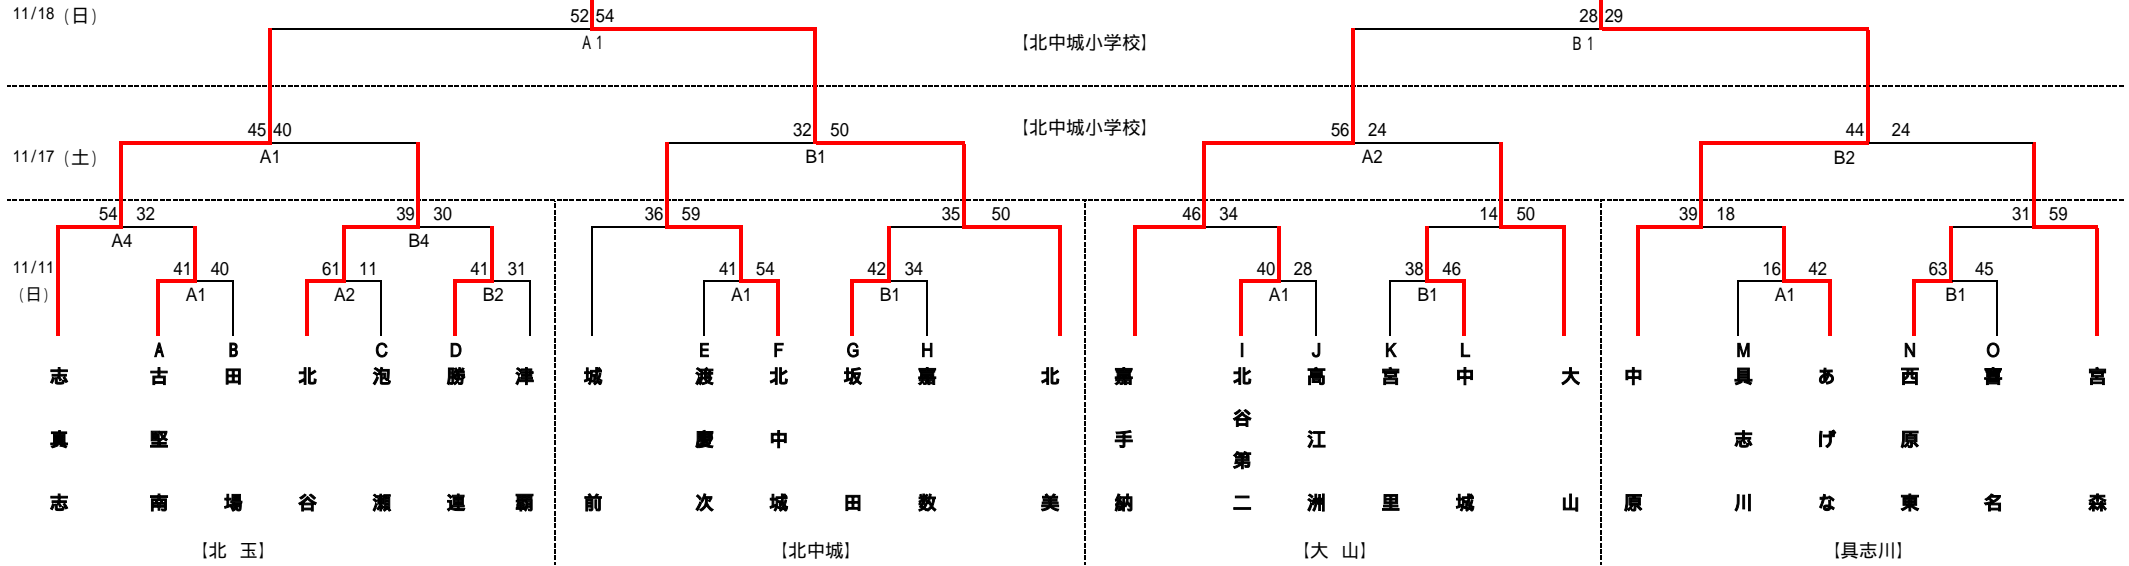 11/18 (日)
52 54
28 29
A 1
【北中城小学校】
B 1
45 40
32 50
【北中城小学校】
56 24
44 24
11/17 (土)
A1
B1
A2
B2
54 32
39 30
36 59
35 50
46 34
14 50
39 18
31 59
A4
B4
11/11
(日)
41 40
61 11
41 31
41 54
42 34
40 28
38 46
16 42
63 45
A1
A2
B2
A1
B1
A1
B1
A1
B1
志真志
A 古堅南
B 田場
北谷
C 泡瀬
D 勝連
津覇
城前
E 渡慶次
F 北中城
G 坂田
H 嘉数
北美
嘉手納
I 北谷第二
J 高江洲
K 宮里
L 中城
大山
中原
M 具志川
あげな
N 西原東
O 喜名
宮森
【北 玉】
【北中城】
【大 山】
【具志川】